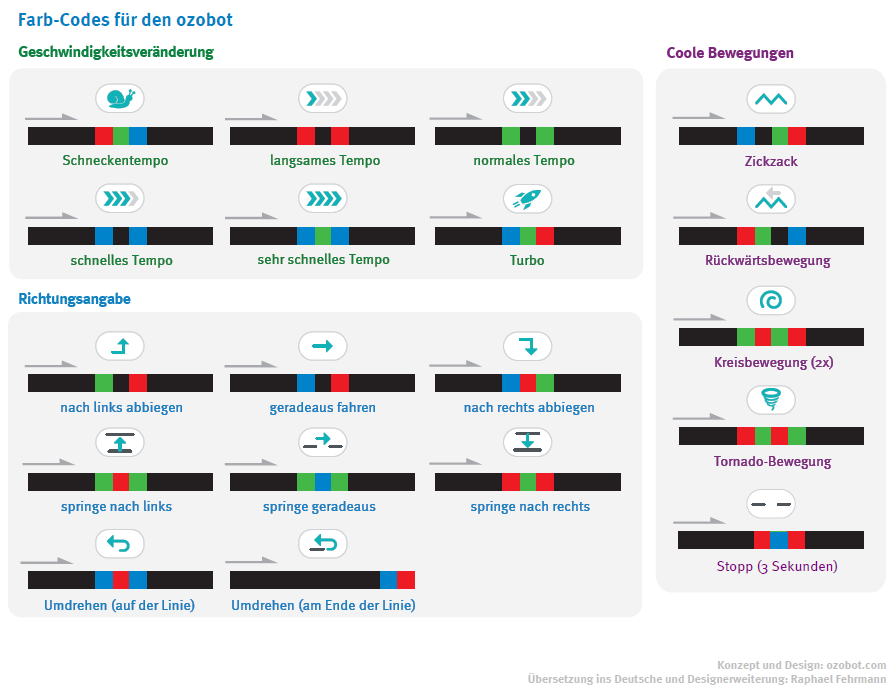 Farb-Codes für den ozobot
Geschwindigkeitsveränderung
Schneckentempo
langsames Tempo
normales Tempo
schnelles Tempo
sehr schnelles Tempo
Turbo
Richtungsangabe
nach links abbiegen
geradeaus fahren
nach rechts abbiegen
springe nach links
springe geradeaus
springe nach rechts
Umdrehen (auf der Linie)
Umdrehen (am Ende der Linie)
Coole Bewegungen
Zickzack
Rückwärtsbewegung
Kreisbewegung (2x)
Tornado-Bewegung
Stopp (3 Sekunden)
Konzept und Design: ozobot.com
Übersetzung ins Deutsche und Designerweiterung: Raphael Fehrmann